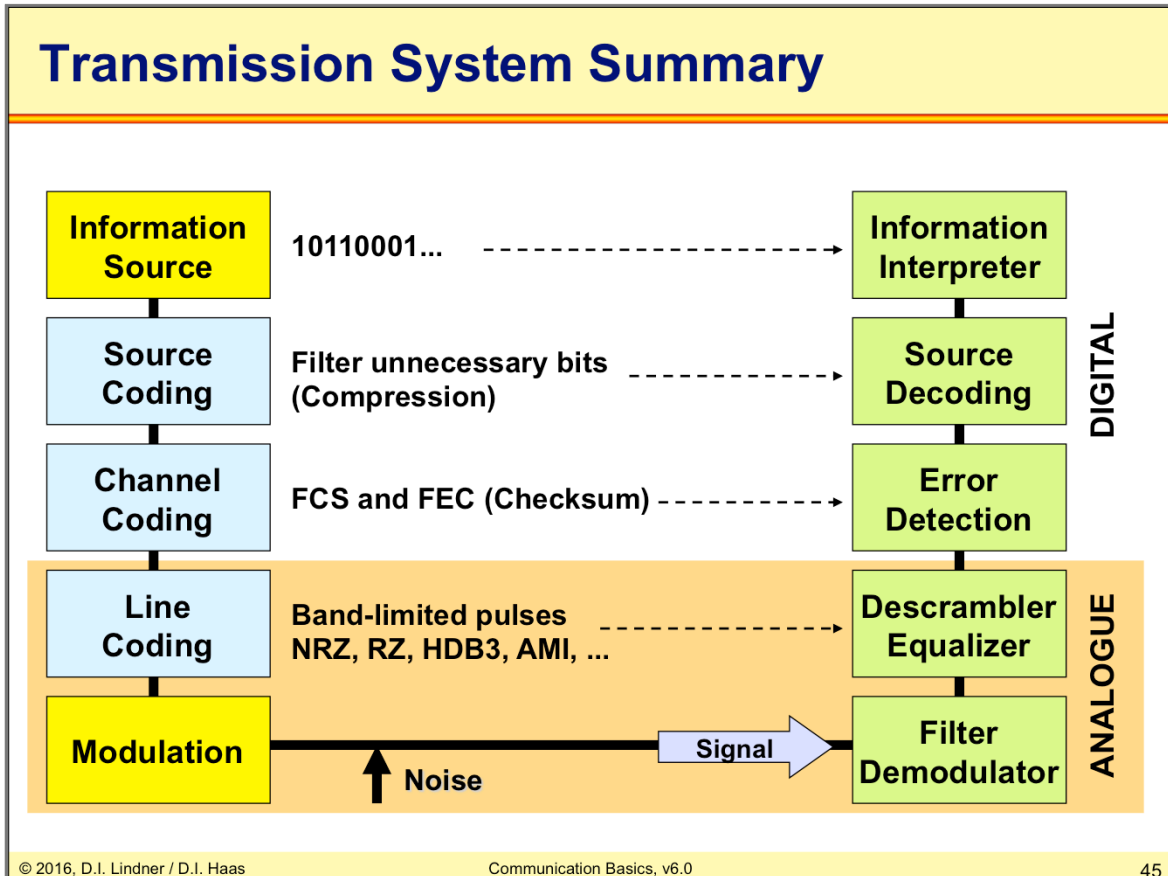 Transmission System Summary
Information
Source
10110001...
Information
Interpreter
Source
Coding
Filter unnecessary bits
(Compression)
Source
Decoding
DIGITAL
Channel
Coding
FCS and FEC (Checksum)
Error
Detection
Line
Coding
Band-limited pulses
NRZ, RZ, HDB3, AMI, ...
Descrambler
Equalizer
ANALOGUE
Modulation
Noise
Signal
Filter
Demodulator
© 2016, D.I. Lindner / D.I. Haas
Communication Basics, v6.0
45